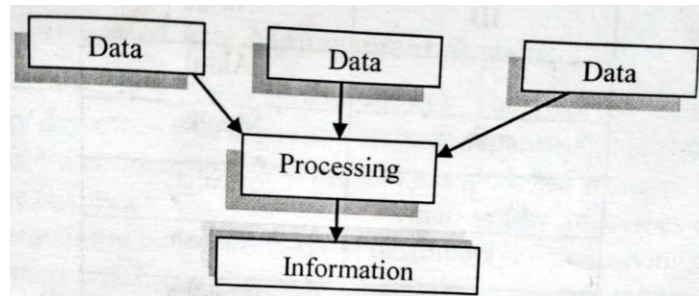 Data
Data
Data
Processing
Information